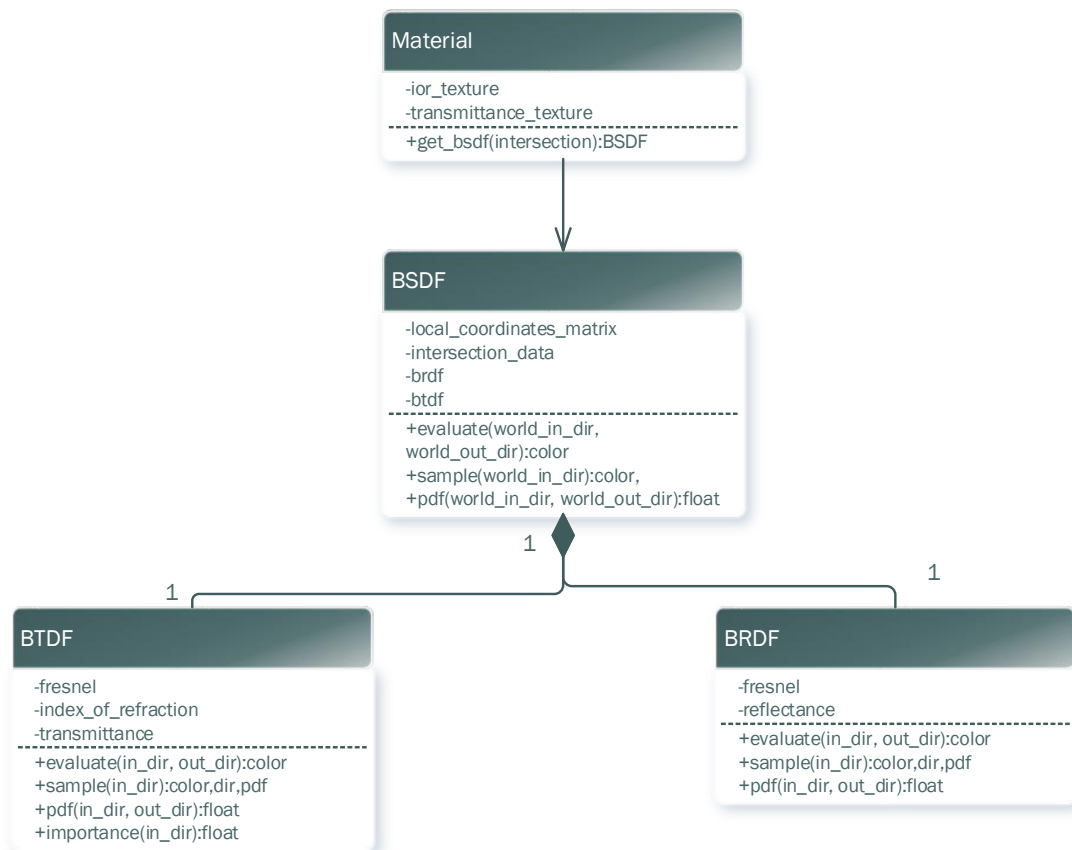 Material
-ior_texture
-transmittance_texture
+get_bsdf(intersection):BSDF
BSDF
-local_coordinates_matrix
-intersection_data
-brdf
-btdf
+evaluate(world_in_dir,
world_out_dir):color
+sample(world_in_dir):color,
+pdf(world_in_dir, world_out_dir):float
1
1
1
BTDF
-fresnel
-index_of_refraction
-transmittance
+evaluate(in_dir, out_dir):color
+sample(in_dir):color,dir,pdf
+pdf(in_dir, out_dir):float
+importance(in_dir):float
BRDF
-fresnel
-reflectance
+evaluate(in_dir, out_dir):color
+sample(in_dir):color,dir,pdf
+pdf(in_dir, out_dir):float